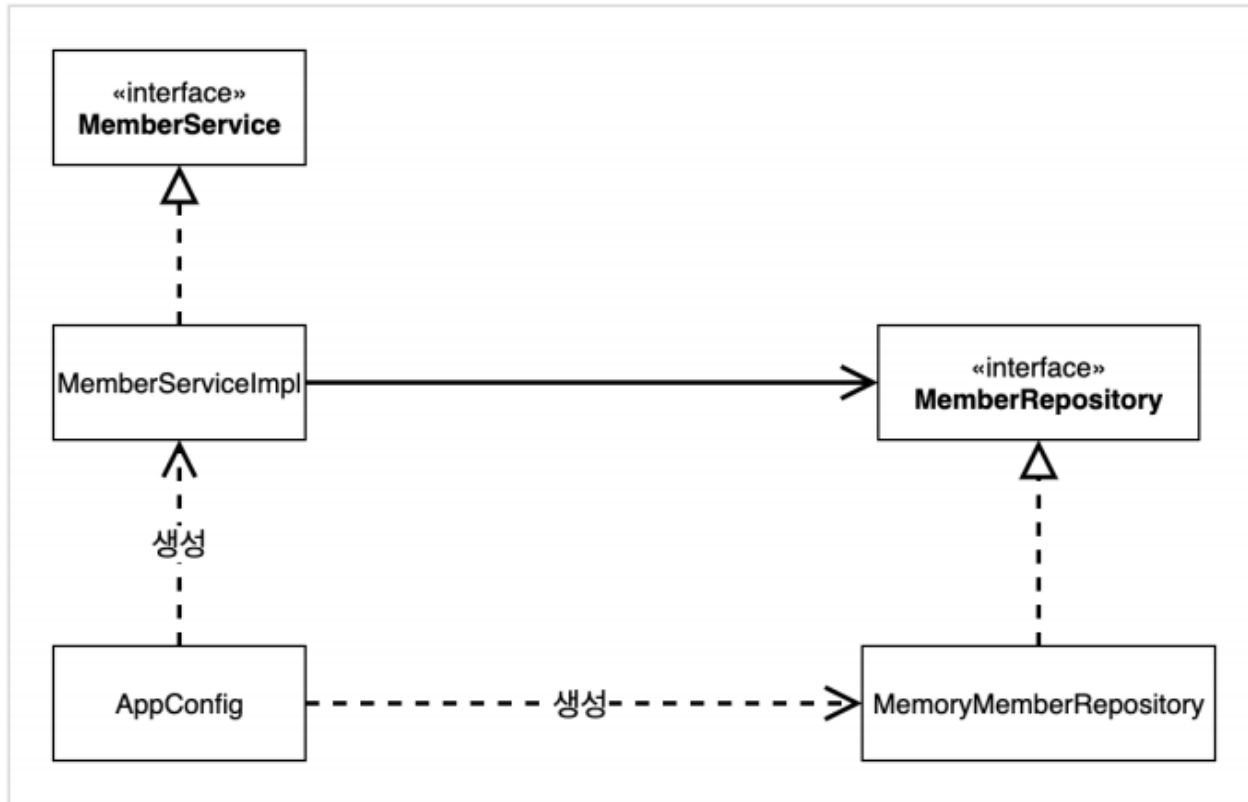 «interface»
MemberService
MemberServiceImpl
«interface»
MemberRepository
생성
AppConfig
생성
MemoryMemberRepository